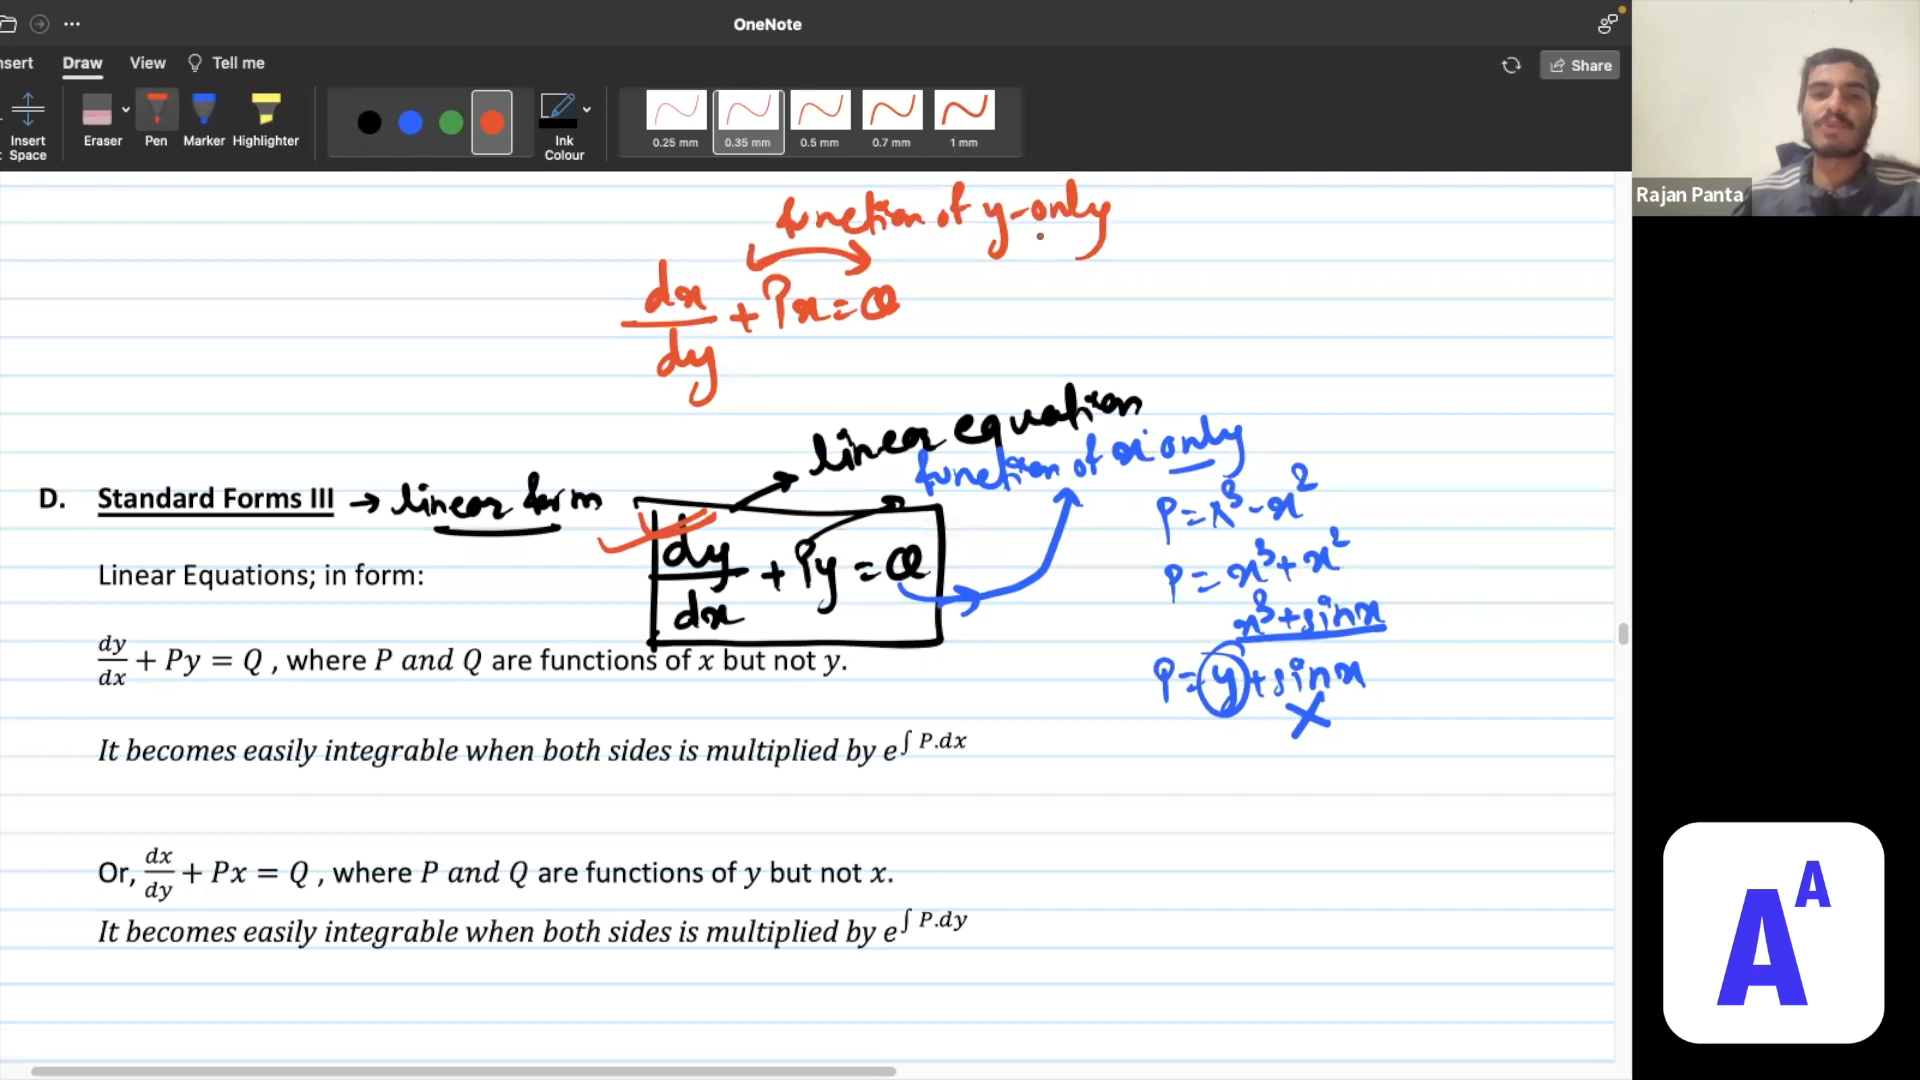 OneNote
nsert Draw View Tell me
Share
Insert Space
Eraser
Pen
Marker
Highlighter
Ink Colour
0.25 mm
0.35 mm
0.5 mm
0.7 mm
1 mm
Rajan Panta
function of y-only
dx/dy + Px = Q
linear equation
function of x only
D. Standard Forms III → linear form
dy/dx + Py = Q
P = x³ - x²
P = x³ + x²
x³ + sinx
P = y + sinx
Linear Equations; in form:
dy/dx + Py = Q , where P and Q are functions of x but not y.
It becomes easily integrable when both sides is multiplied by e^∫ P.dx
Or, dx/dy + Px = Q , where P and Q are functions of y but not x.
It becomes easily integrable when both sides is multiplied by e^∫ P.dy
A A